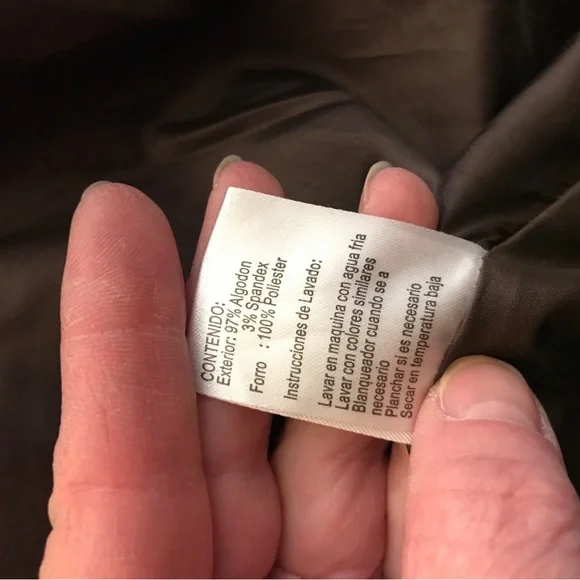 CONTENIDO:
Exterior: 97% Algodon
3% Spandex
Forro : 100% Poliester
Instrucciones de Lavado:
Lavar en maquina con agua fria
Lavar con colores similares
Blanqueador cuando se a
necesario
Planchar si es necesario
Secar en temperatura baja